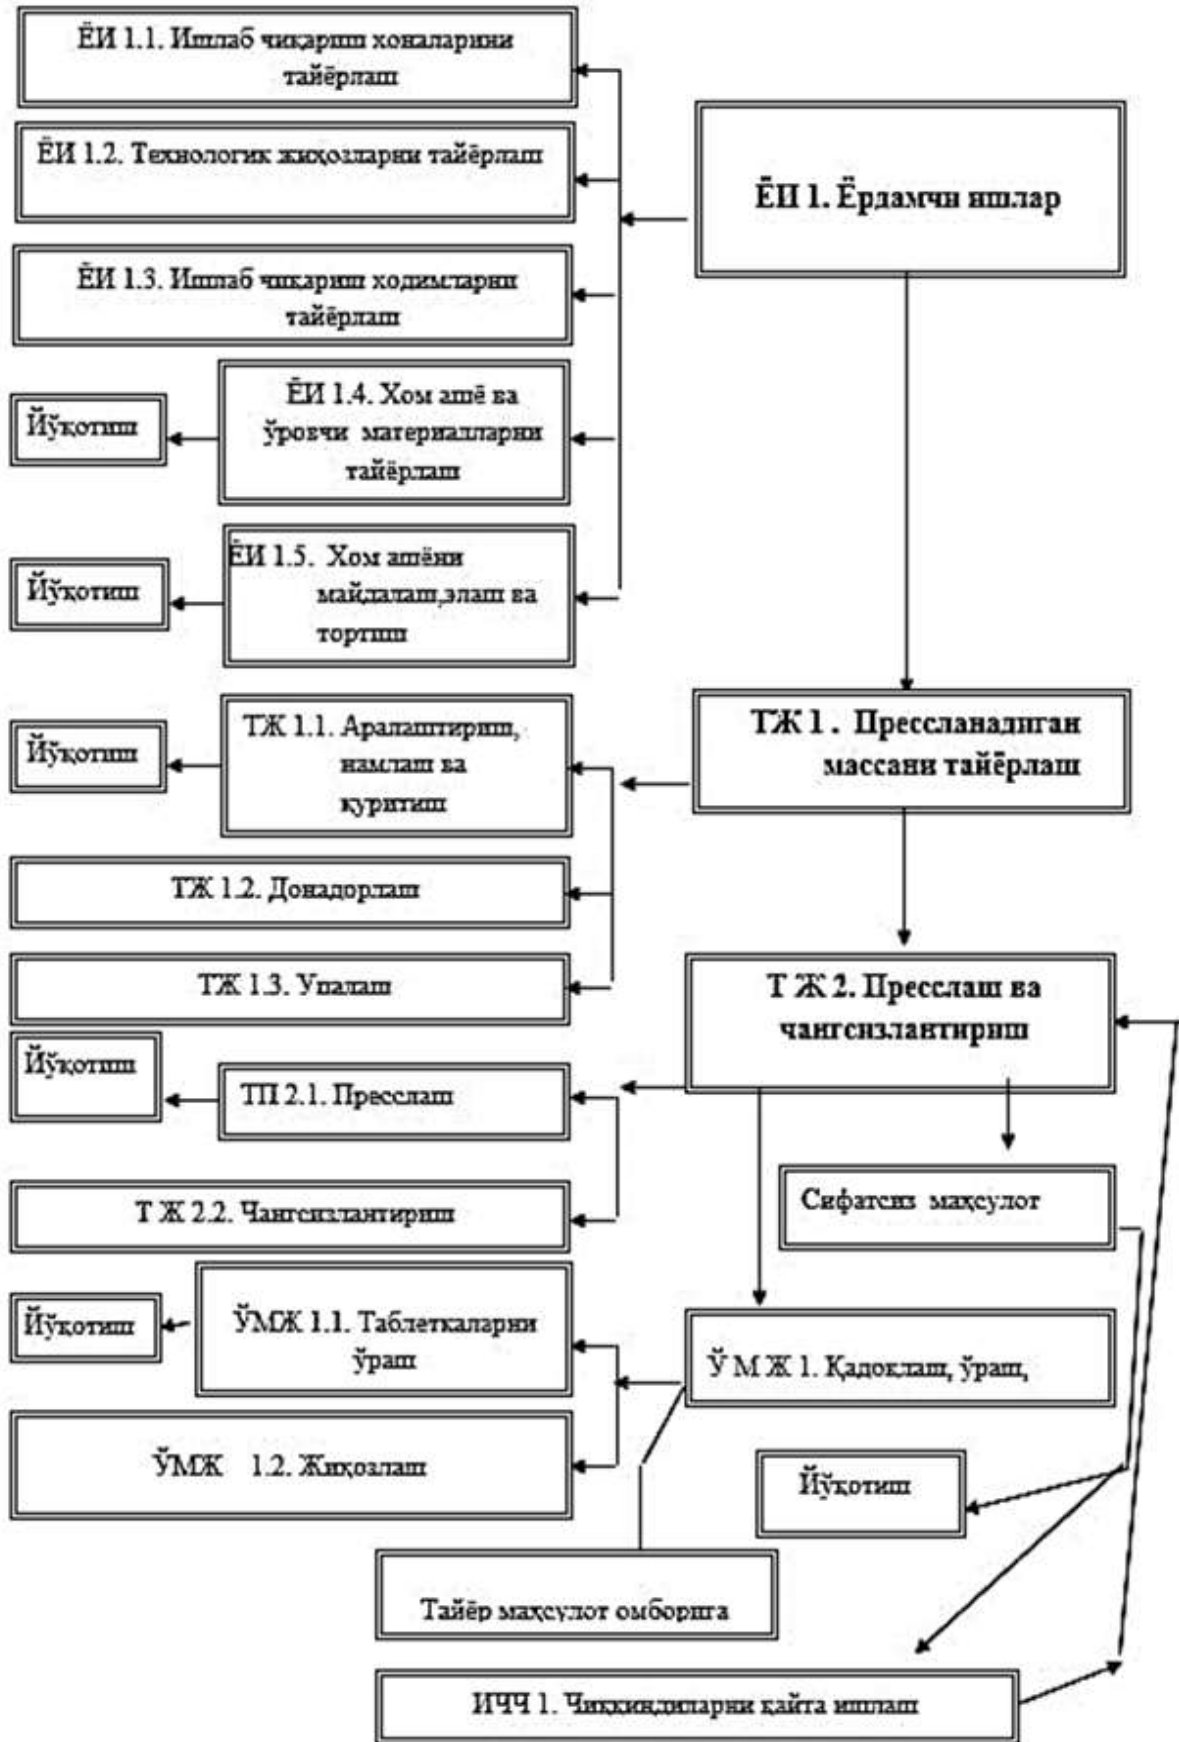 ЁИ 1.1. Ишлаб чиқариш хоналарини
тайёрлаш
ЁИ 1.2. Технологик жиҳозларни тайёрлаш
ЁИ 1. Ёрдамчи ишлар
ЁИ 1.3. Ишлаб чиқариш ходимларни
тайёрлаш
Йўқотиш
ЁИ 1.4. Хом ашё ва
ўровчи материалларни
тайёрлаш
Йўқотиш
ЁИ 1.5. Хом ашёни
майдалаш,элаш ва
тортиш
Йўқотиш
ТЖ 1.1. Аралаштириш,
намлаш ва
қуритиш
ТЖ 1 . Прессланадиган
массани тайёрлаш
ТЖ 1.2. Донадорлаш
ТЖ 1.3. Упалаш
Т Ж 2. Пресслаш ва
чангсизлантириш
Йўқотиш
ТП 2.1. Пресслаш
Т Ж 2.2. Чангсизлантириш
Сифатсиз маҳсулот
Йўқотиш
ЎМЖ 1.1. Таблеткаларни
ўраш
Ў М Ж 1. Қадоқлаш, ўраш,
ЎМЖ 1.2. Жиҳозлаш
Йўқотиш
Тайёр маҳсулот омборига
ИЧЧ 1. Чиққиндиларни қайта ишлаш